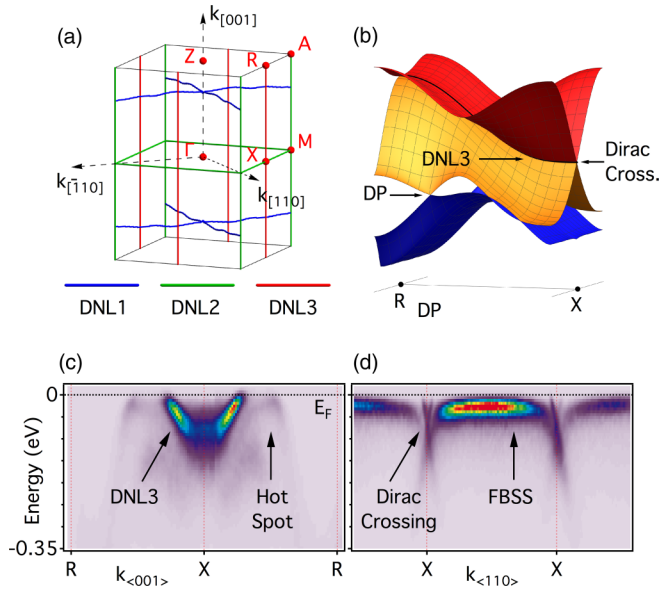 (a)
k[001]
A
Z
R
M
Γ
X
k[1̄10]
k[110]
DNL1
DNL2
DNL3
(b)
DNL3
Dirac
Cross.
DP
R
DP
X
(c)
(d)
0
EF
Energy (eV)
DNL3
Hot
Spot
Dirac
Crossing
FBSS
-0.35
R
k<001>
X
R
X
k<110>
X